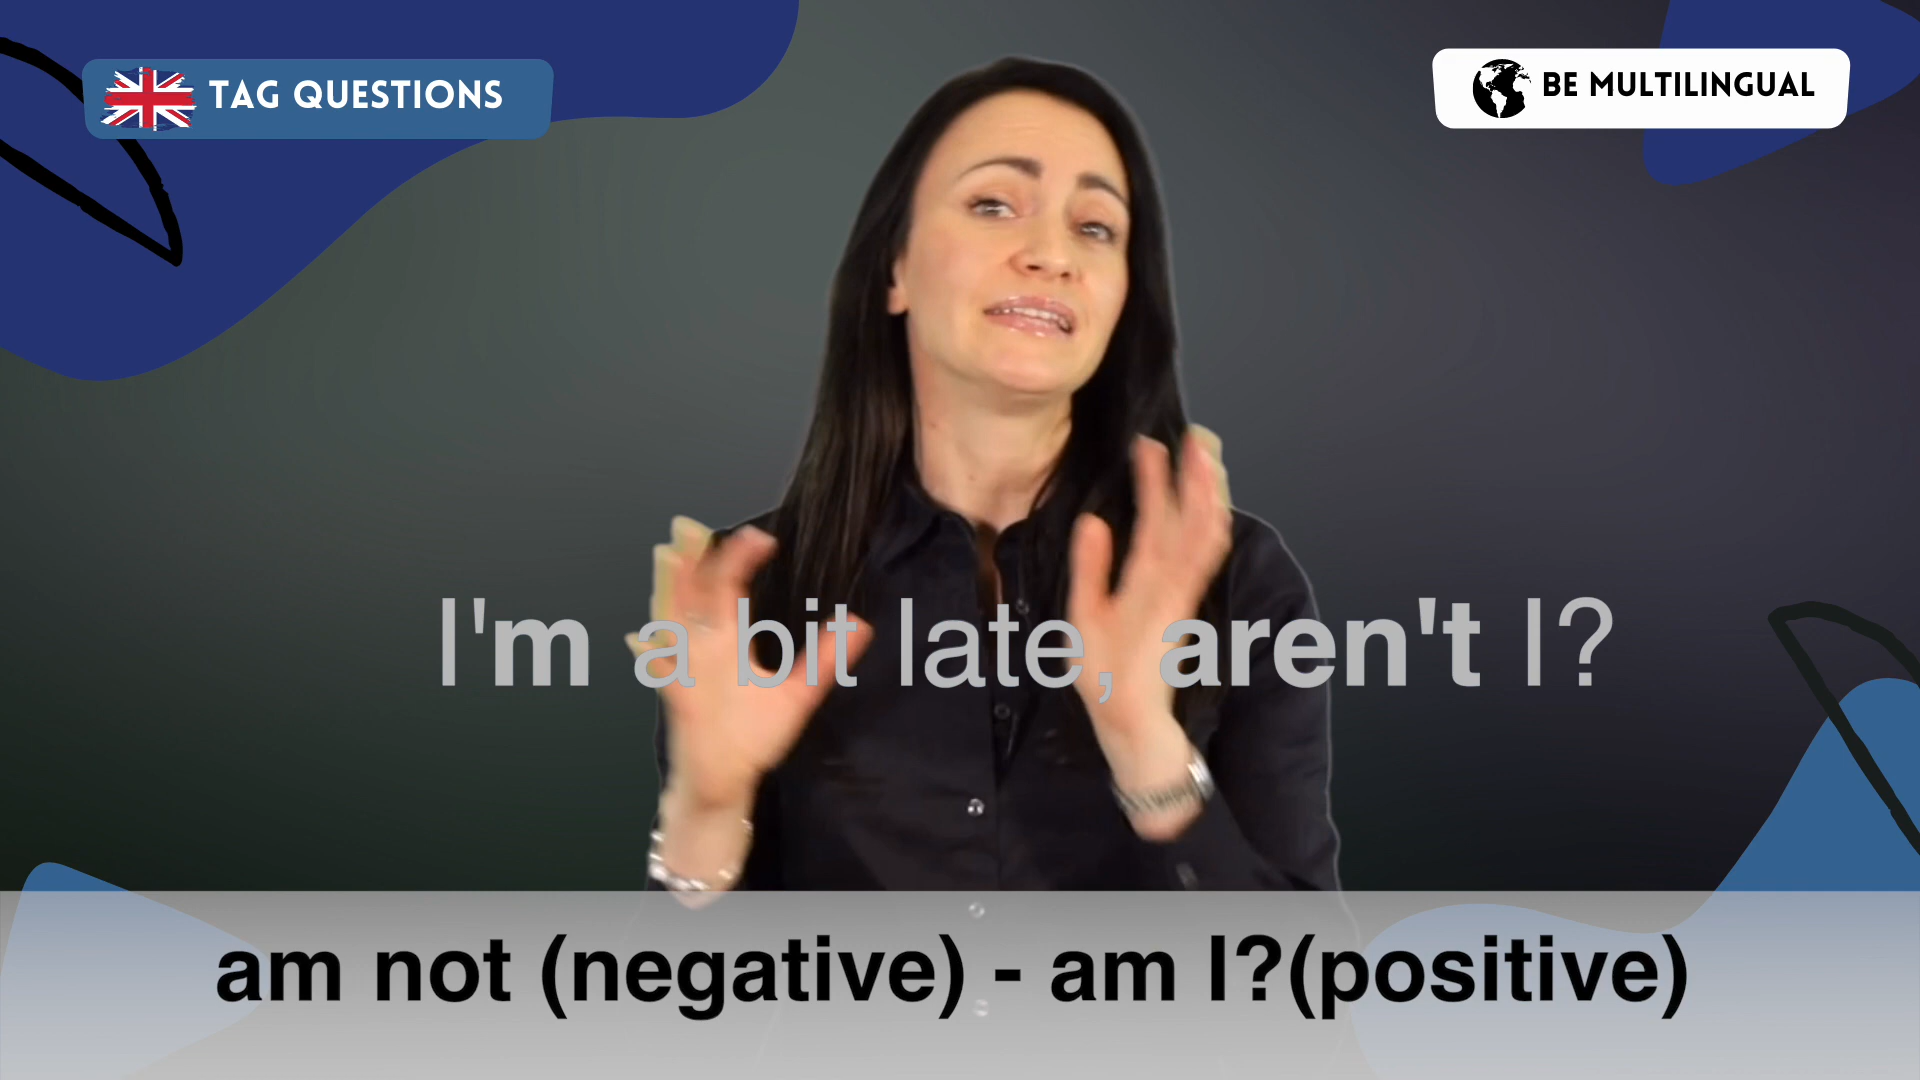 TAG QUESTIONS
BE MULTILINGUAL
I'm a bit late, aren't I?
am not (negative) - am I?(positive)